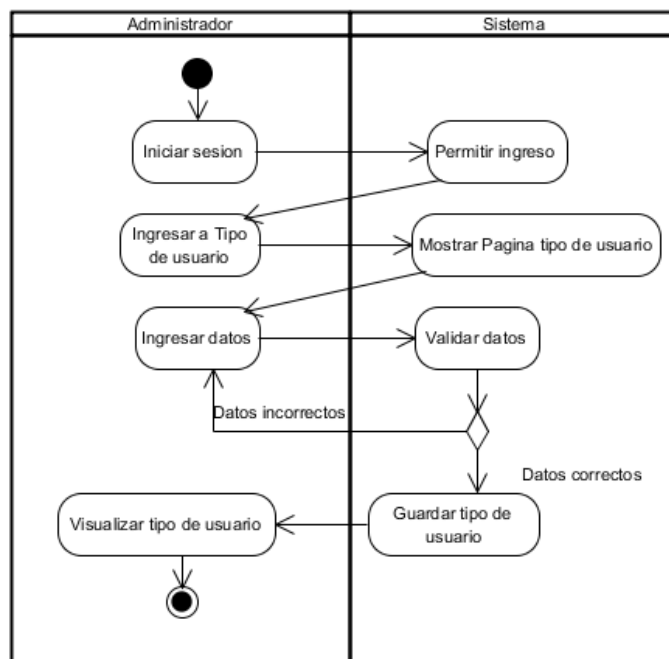 Administrador
Sistema
Iniciar sesion
Permitir ingreso
Ingresar a Tipo
de usuario
Mostrar Pagina tipo de usuario
Ingresar datos
Validar datos
Datos incorrectos
Datos correctos
Visualizar tipo de usuario
Guardar tipo de
usuario